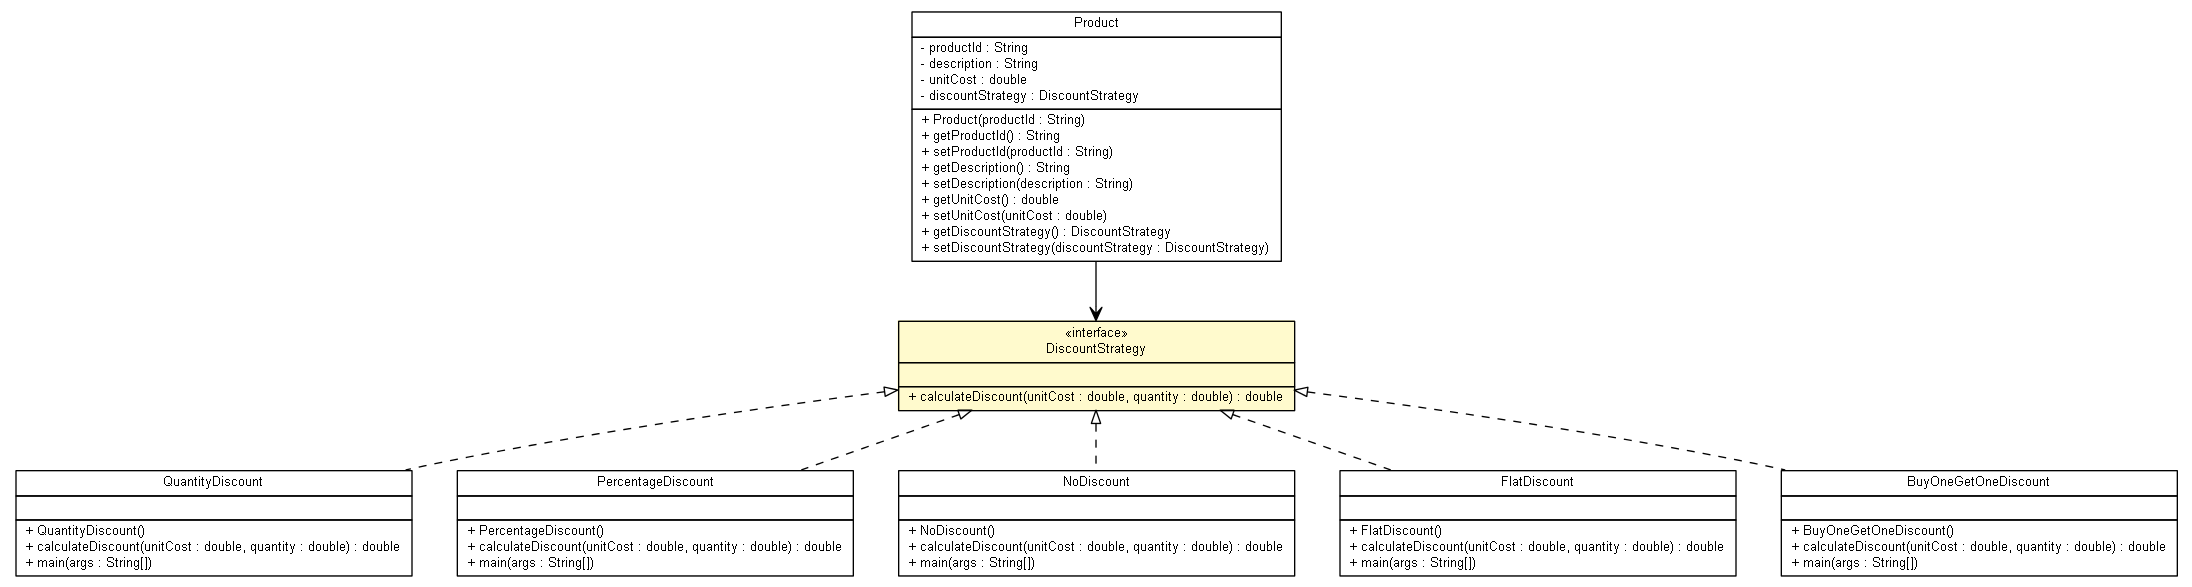 Product
- productId : String
- description : String
- unitCost : double
- discountStrategy : DiscountStrategy
+ Product(productId : String)
+ getProductId() : String
+ setProductId(productId : String)
+ getDescription() : String
+ setDescription(description : String)
+ getUnitCost() : double
+ setUnitCost(unitCost : double)
+ getDiscountStrategy() : DiscountStrategy
+ setDiscountStrategy(discountStrategy : DiscountStrategy)
«interface»
DiscountStrategy
+ calculateDiscount(unitCost : double, quantity : double) : double
QuantityDiscount
+ QuantityDiscount()
+ calculateDiscount(unitCost : double, quantity : double) : double
+ main(args : String[])
PercentageDiscount
+ PercentageDiscount()
+ calculateDiscount(unitCost : double, quantity : double) : double
+ main(args : String[])
NoDiscount
+ NoDiscount()
+ calculateDiscount(unitCost : double, quantity : double) : double
+ main(args : String[])
FlatDiscount
+ FlatDiscount()
+ calculateDiscount(unitCost : double, quantity : double) : double
+ main(args : String[])
BuyOneGetOneDiscount
+ BuyOneGetOneDiscount()
+ calculateDiscount(unitCost : double, quantity : double) : double
+ main(args : String[])